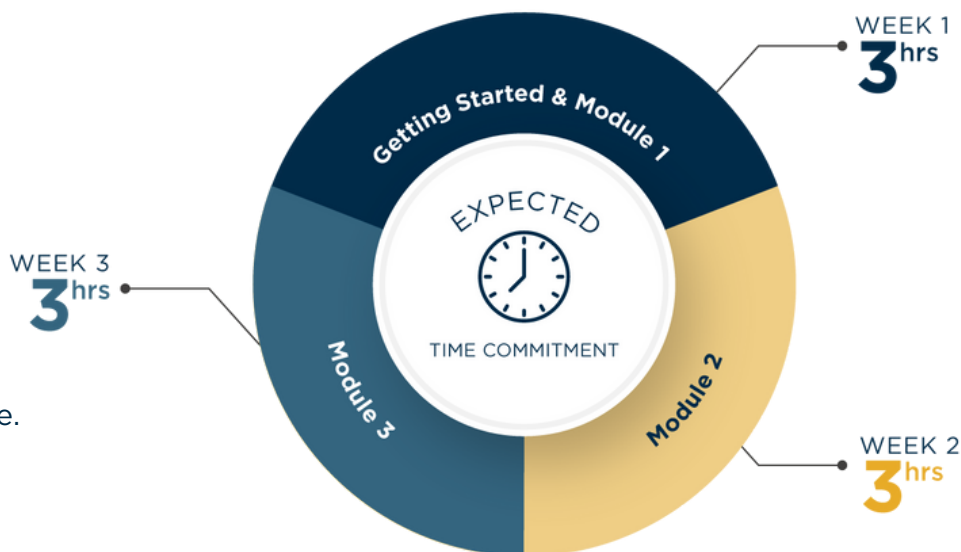 WEEK 1
3hrs
Getting Started & Module 1
EXPECTED
TIME COMMITMENT
WEEK 3
3hrs
Module 3
Module 2
e.
WEEK 2
3hrs